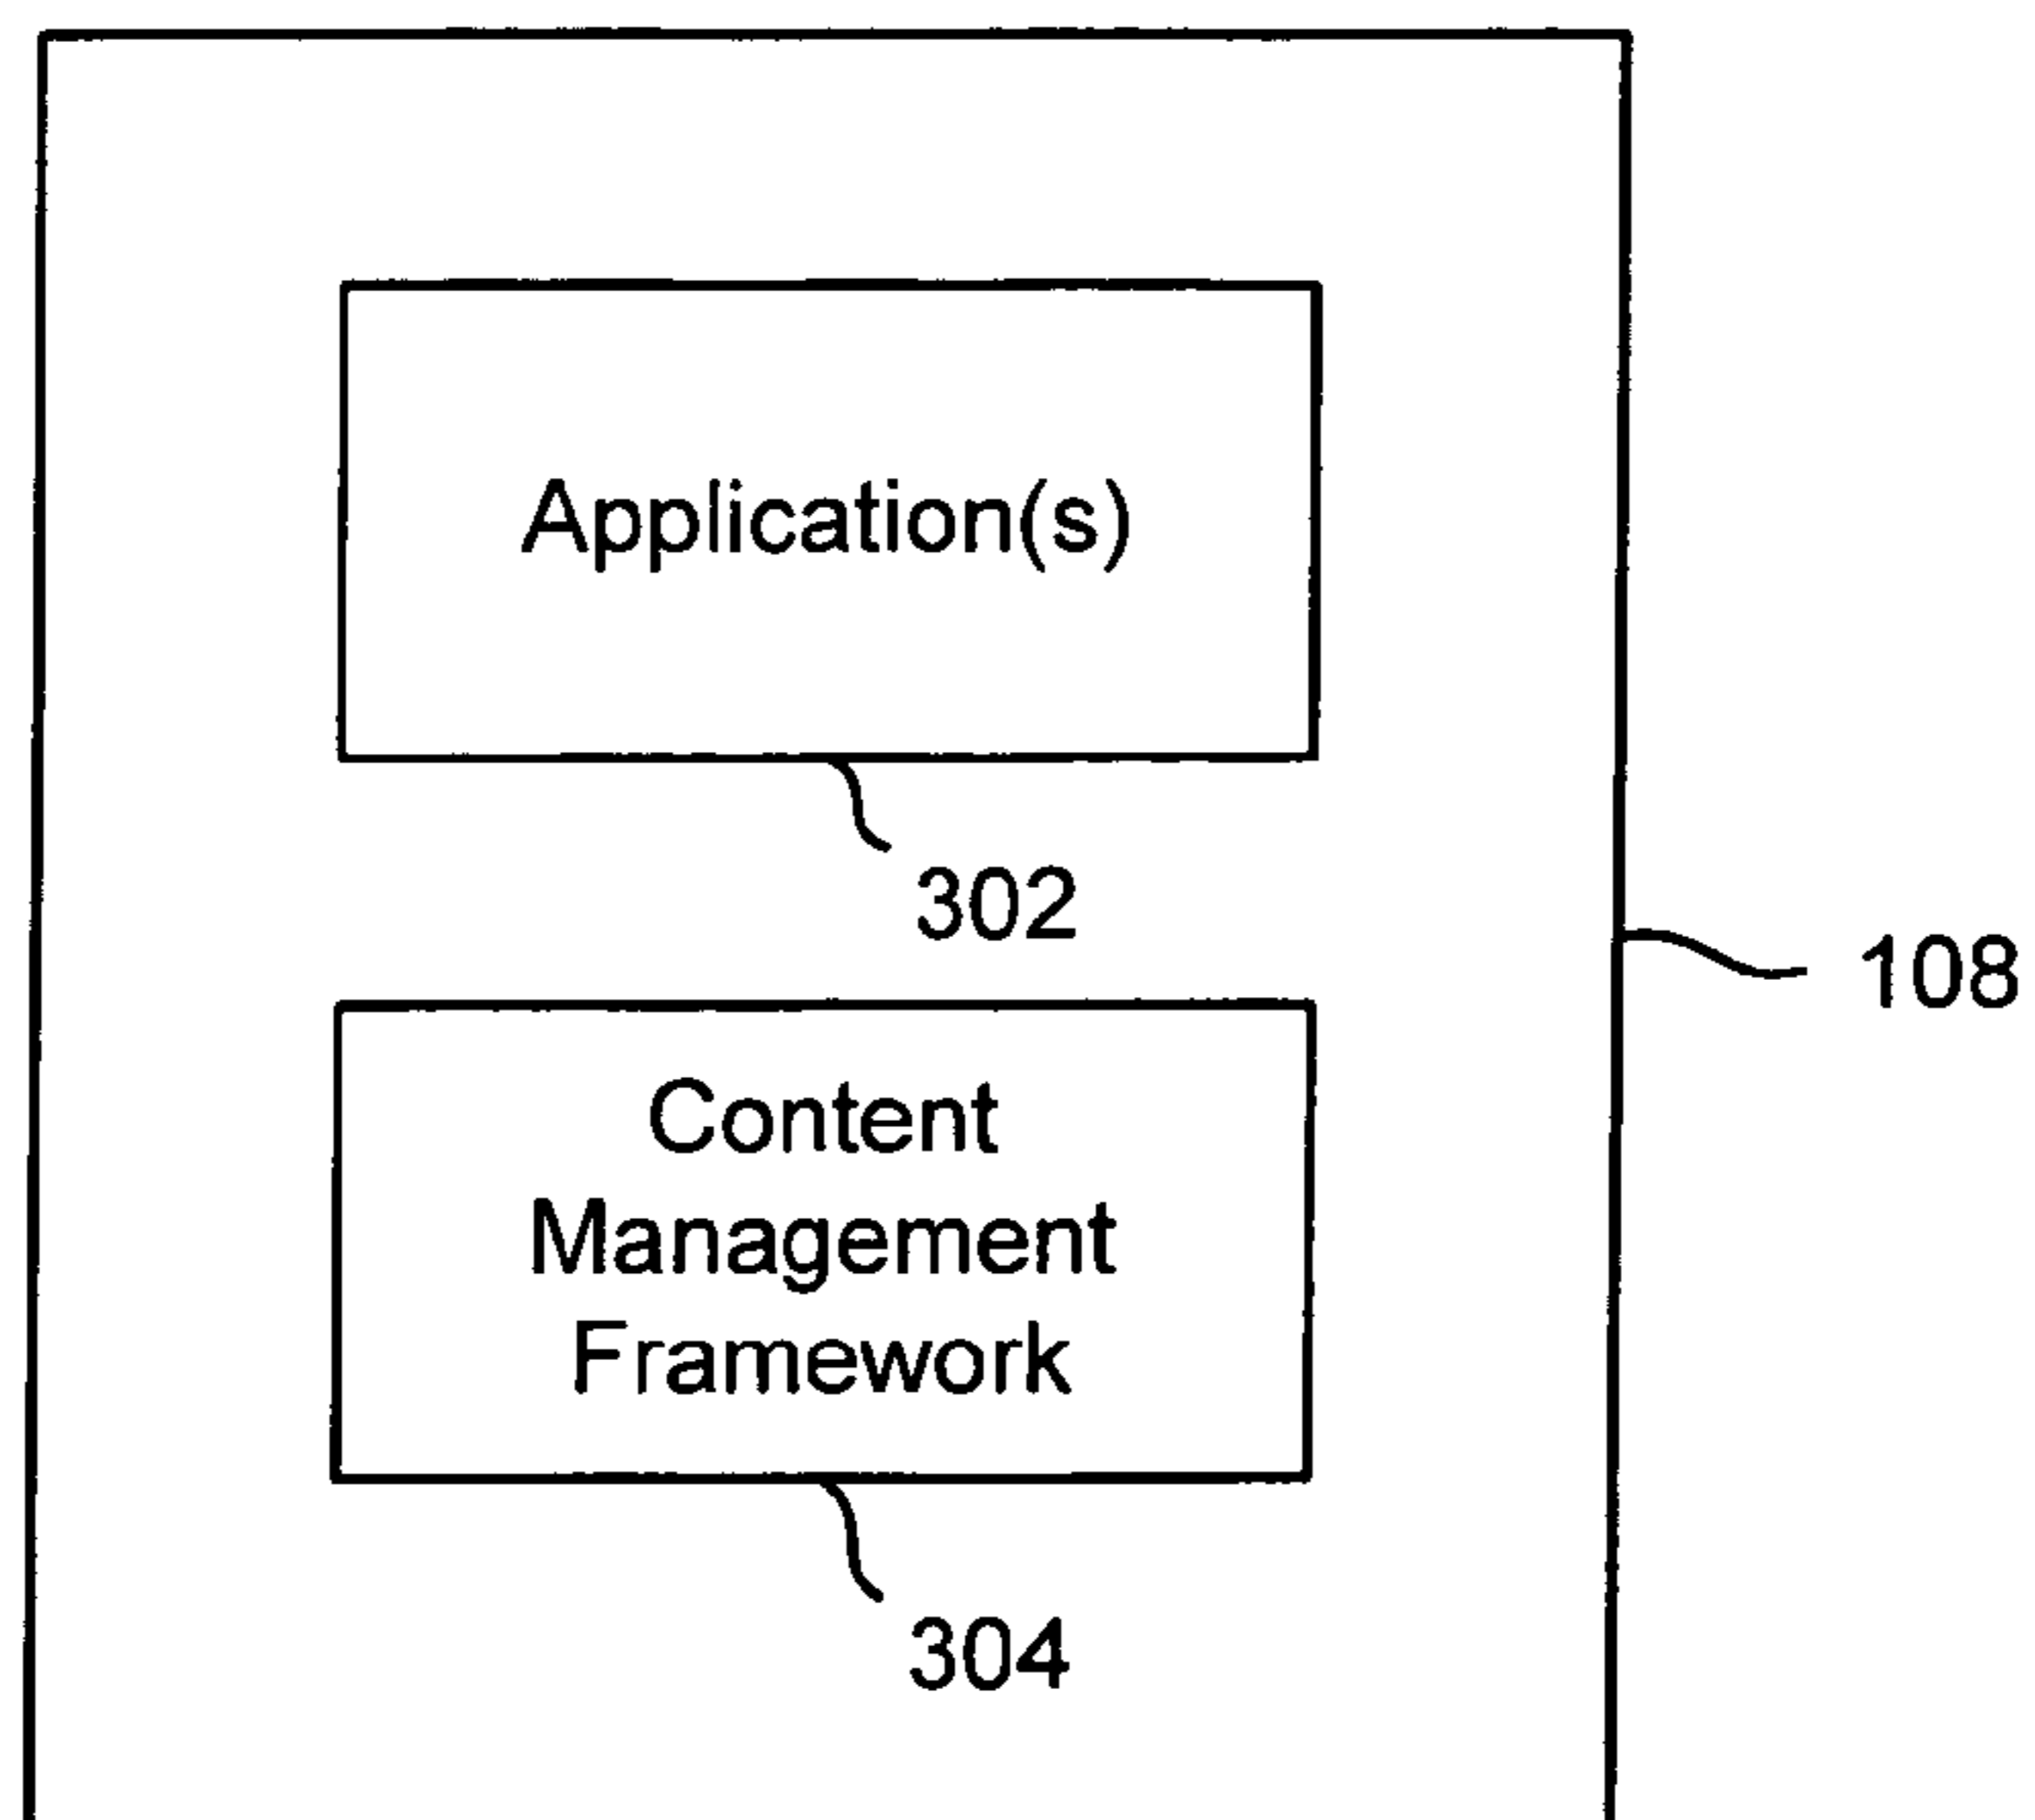 Application(s)
302
108
Content
Management
Framework
304